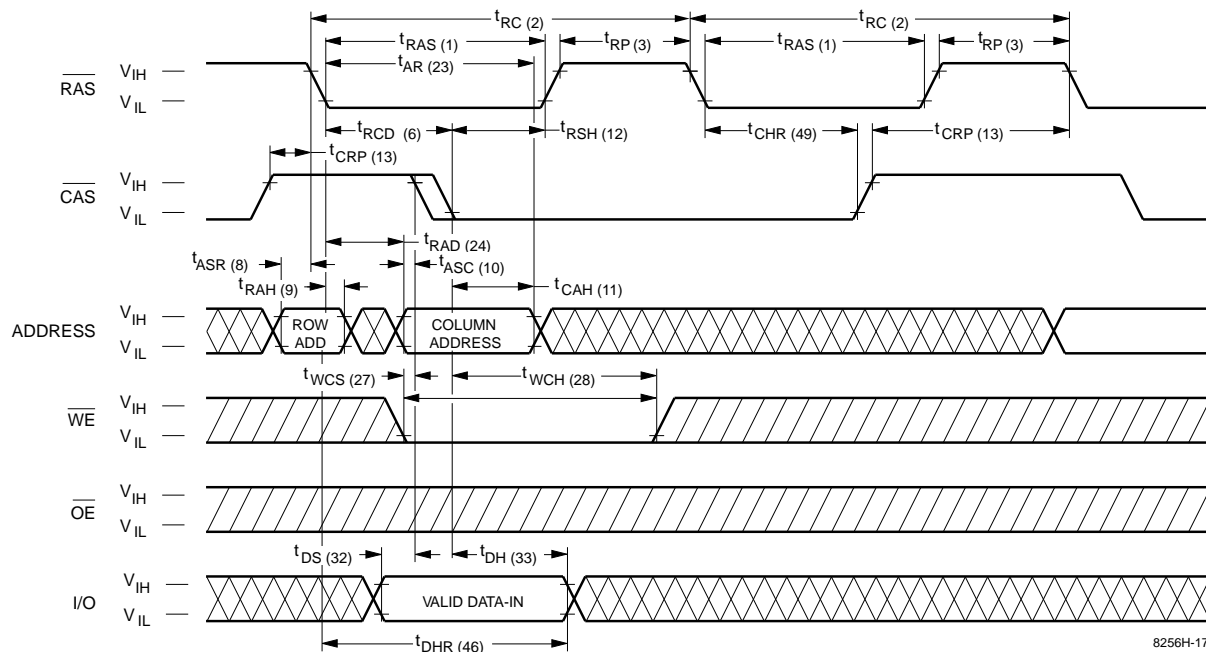 tRC (2) tRC (2)
tRAS (1) tRP (3) tRAS (1) tRP (3)
tAR (23)
RAS VIH
VIL
tRCD (6) tRSH (12) tCHR (49) tCRP (13)
tCRP (13)
CAS VIH
VIL
tRAD (24)
tASR (8) tASC (10)
tRAH (9) tCAH (11)
ADDRESS VIH
VIL
ROW
ADD
COLUMN
ADDRESS
tWCS (27) tWCH (28)
WE VIH
VIL
OE VIH
VIL
tDS (32) tDH (33)
I/O VIH
VIL
VALID DATA-IN
tDHR (46)
8256H-17